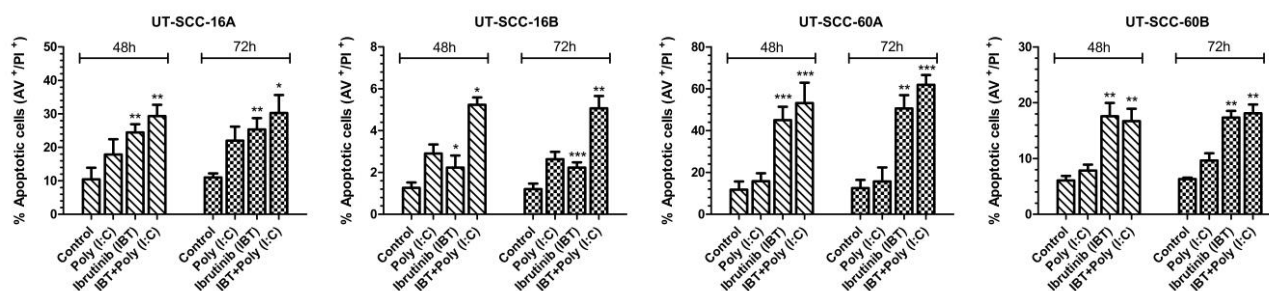 UT-SCC-16A
48h
72h
% Apoptotic cells (AV +/PI +)
50
40
30
20
10
0
**
**
**
*
Control
Poly (I:C)
Ibrutinib (IBT)
IBT+Poly (I:C)
Control
Poly (I:C)
Ibrutinib (IBT)
IBT+Poly (I:C)
UT-SCC-16B
48h
72h
% Apoptotic cells (AV +/PI +)
8
6
4
2
0
*
*
***
**
Control
Poly (I:C)
Ibrutinib (IBT)
IBT+Poly (I:C)
Control
Poly (I:C)
Ibrutinib (IBT)
IBT+Poly (I:C)
UT-SCC-60A
48h
72h
% Apoptotic cells (AV +/PI +)
80
60
40
20
0
***
***
**
***
Control
Poly (I:C)
Ibrutinib (IBT)
IBT+Poly (I:C)
Control
Poly (I:C)
Ibrutinib (IBT)
IBT+Poly (I:C)
UT-SCC-60B
48h
72h
% Apoptotic cells (AV +/PI +)
30
20
10
0
**
**
**
**
Control
Poly (I:C)
Ibrutinib (IBT)
IBT+Poly (I:C)
Control
Poly (I:C)
Ibrutinib (IBT)
IBT+Poly (I:C)